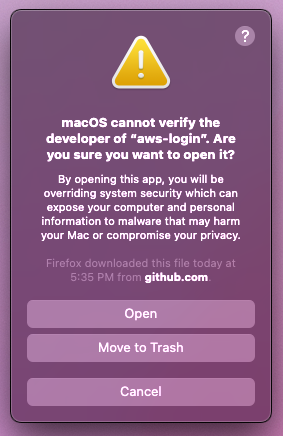 ?
macOS cannot verify the
developer of “aws-login”. Are
you sure you want to open it?
By opening this app, you will be
overriding system security which can
expose your computer and personal
information to malware that may harm
your Mac or compromise your privacy.
Firefox downloaded this file today at
5:35 PM from github.com.
Open
Move to Trash
Cancel